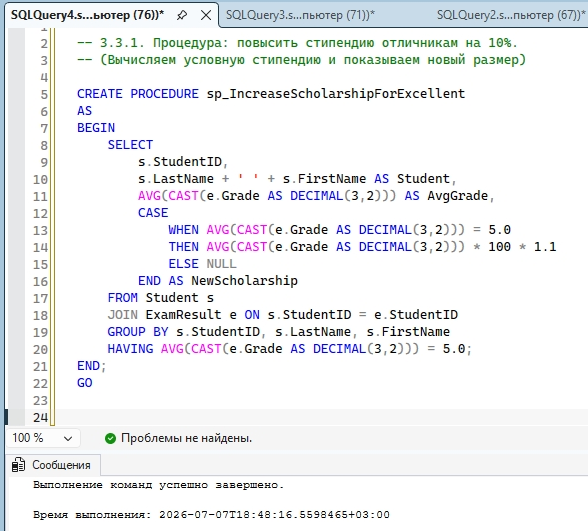 SQLQuery4.s...ьютер (76))*
SQLQuery3.s...пьютер (71))*
SQLQuery2.s...пьютер (67))*
1
2 -- 3.3.1. Процедура: повысить стипендию отличникам на 10%.
3 -- (Вычисляем условную стипендию и показываем новый размер)
4
5 CREATE PROCEDURE sp_IncreaseScholarshipForExcellent
6 AS
7 BEGIN
8 SELECT
9 s.StudentID,
10 s.LastName + ' ' + s.FirstName AS Student,
11 AVG(CAST(e.Grade AS DECIMAL(3,2))) AS AvgGrade,
12 CASE
13 WHEN AVG(CAST(e.Grade AS DECIMAL(3,2))) = 5.0
14 THEN AVG(CAST(e.Grade AS DECIMAL(3,2))) * 100 * 1.1
15 ELSE NULL
16 END AS NewScholarship
17 FROM Student s
18 JOIN ExamResult e ON s.StudentID = e.StudentID
19 GROUP BY s.StudentID, s.LastName, s.FirstName
20 HAVING AVG(CAST(e.Grade AS DECIMAL(3,2))) = 5.0;
21 END;
22 GO
23
24
100 % Проблемы не найдены.
Сообщения
Выполнение команд успешно завершено.
Время выполнения: 2026-07-07T18:48:16.5598465+03:00